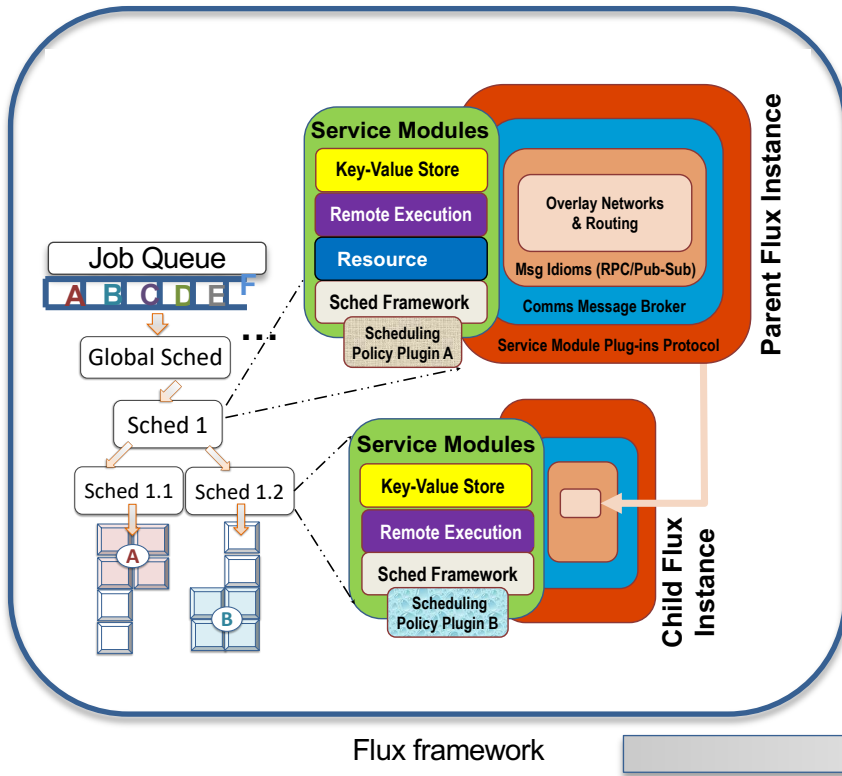 Job Queue
A B C D E F
...
Global Sched
Sched 1
Sched 1.1
Sched 1.2
A
B
Service Modules
Key-Value Store
Remote Execution
Resource
Sched Framework
Scheduling
Policy Plugin A
Overlay Networks
& Routing
Msg Idioms (RPC/Pub-Sub)
Comms Message Broker
Service Module Plug-ins Protocol
Parent Flux Instance
Service Modules
Key-Value Store
Remote Execution
Sched Framework
Scheduling
Policy Plugin B
Child Flux
Instance
Flux framework